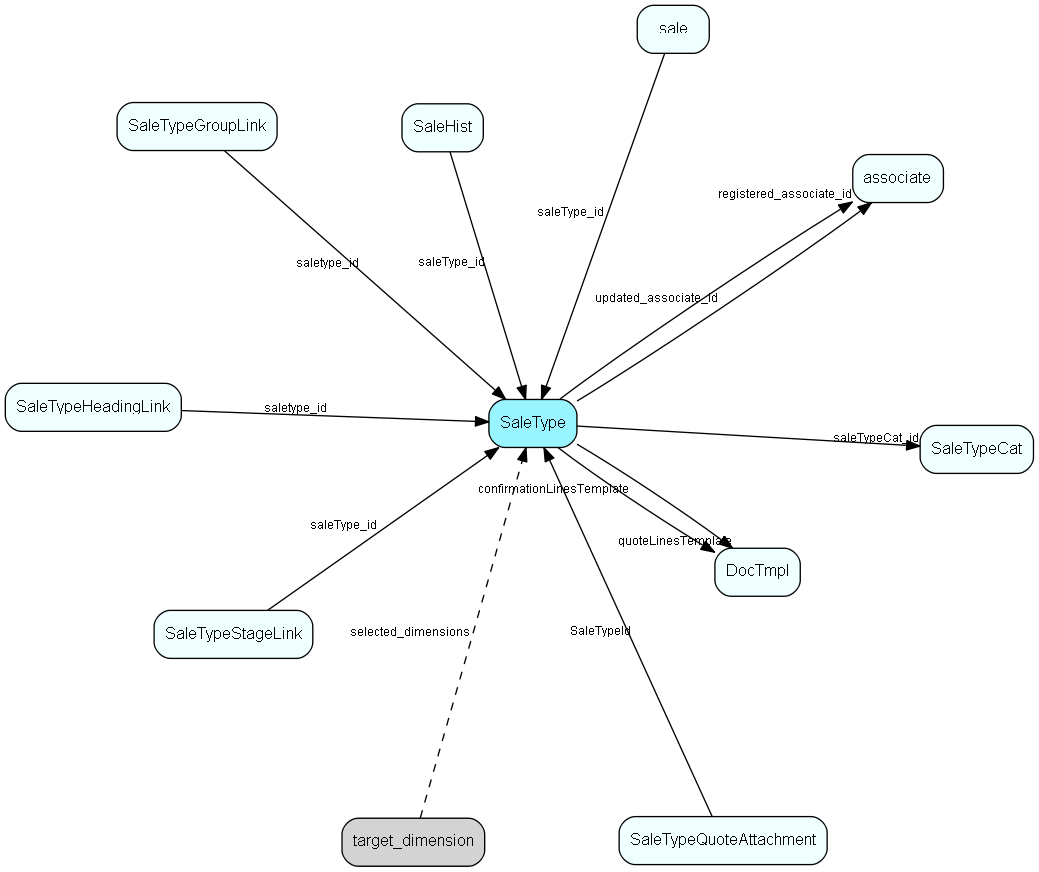 sale
SaleTypeGroupLink
SaleHist
associate
registered_associate_id
saleType_id
saletype_id
saleType_id
updated_associate_id
SaleTypeHeadingLink
saletype_id
SaleType
saleTypeCat_id
SaleTypeCat
confirmationLinesTemplate
saleType_id
quoteLinesTemplate
DocTmpl
SaleTypeStageLink
selected_dimensions
SaleTypeId
target_dimension
SaleTypeQuoteAttachment